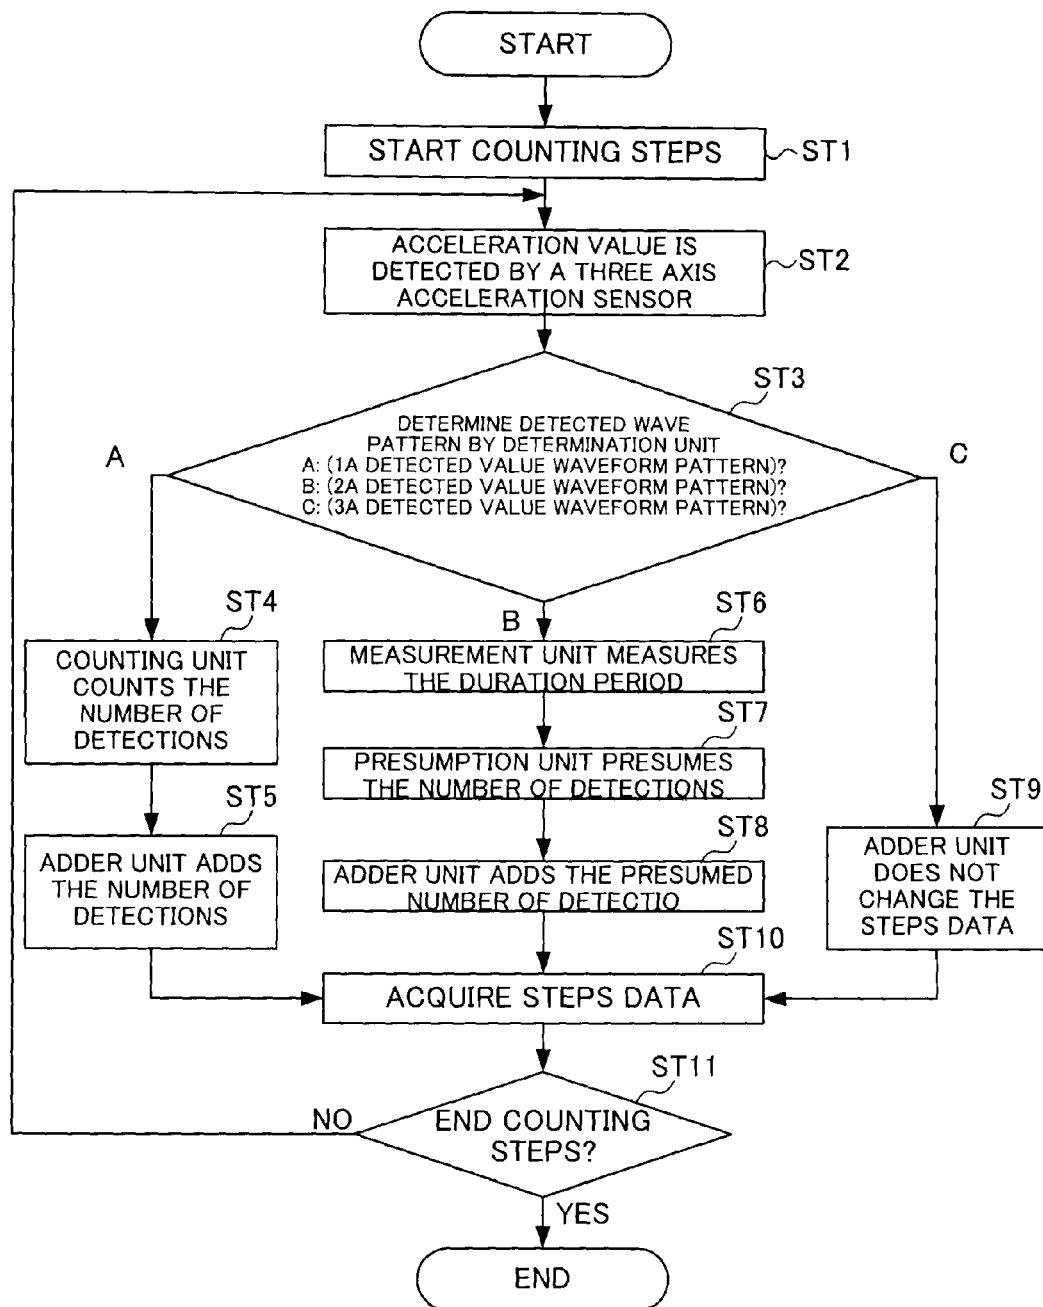 START
START COUNTING STEPS
ST1
ACCELERATION VALUE IS
DETECTED BY A THREE AXIS
ACCELERATION SENSOR
ST2
ST3
DETERMINE DETECTED WAVE
PATTERN BY DETERMINATION UNIT
A: (1A DETECTED VALUE WAVEFORM PATTERN)?
B: (2A DETECTED VALUE WAVEFORM PATTERN)?
C: (3A DETECTED VALUE WAVEFORM PATTERN)?
A
B
C
ST4
COUNTING UNIT
COUNTS THE
NUMBER OF
DETECTIONS
ST5
ADDER UNIT ADDS
THE NUMBER OF
DETECTIONS
ST6
MEASUREMENT UNIT MEASURES
THE DURATION PERIOD
ST7
PRESUMPTION UNIT PRESUMES
THE NUMBER OF DETECTIONS
ST8
ADDER UNIT ADDS THE PRESUMED
NUMBER OF DETECTIO
ST9
ADDER UNIT
DOES NOT
CHANGE THE
STEPS DATA
ST10
ACQUIRE STEPS DATA
ST11
END COUNTING
STEPS?
NO
YES
END